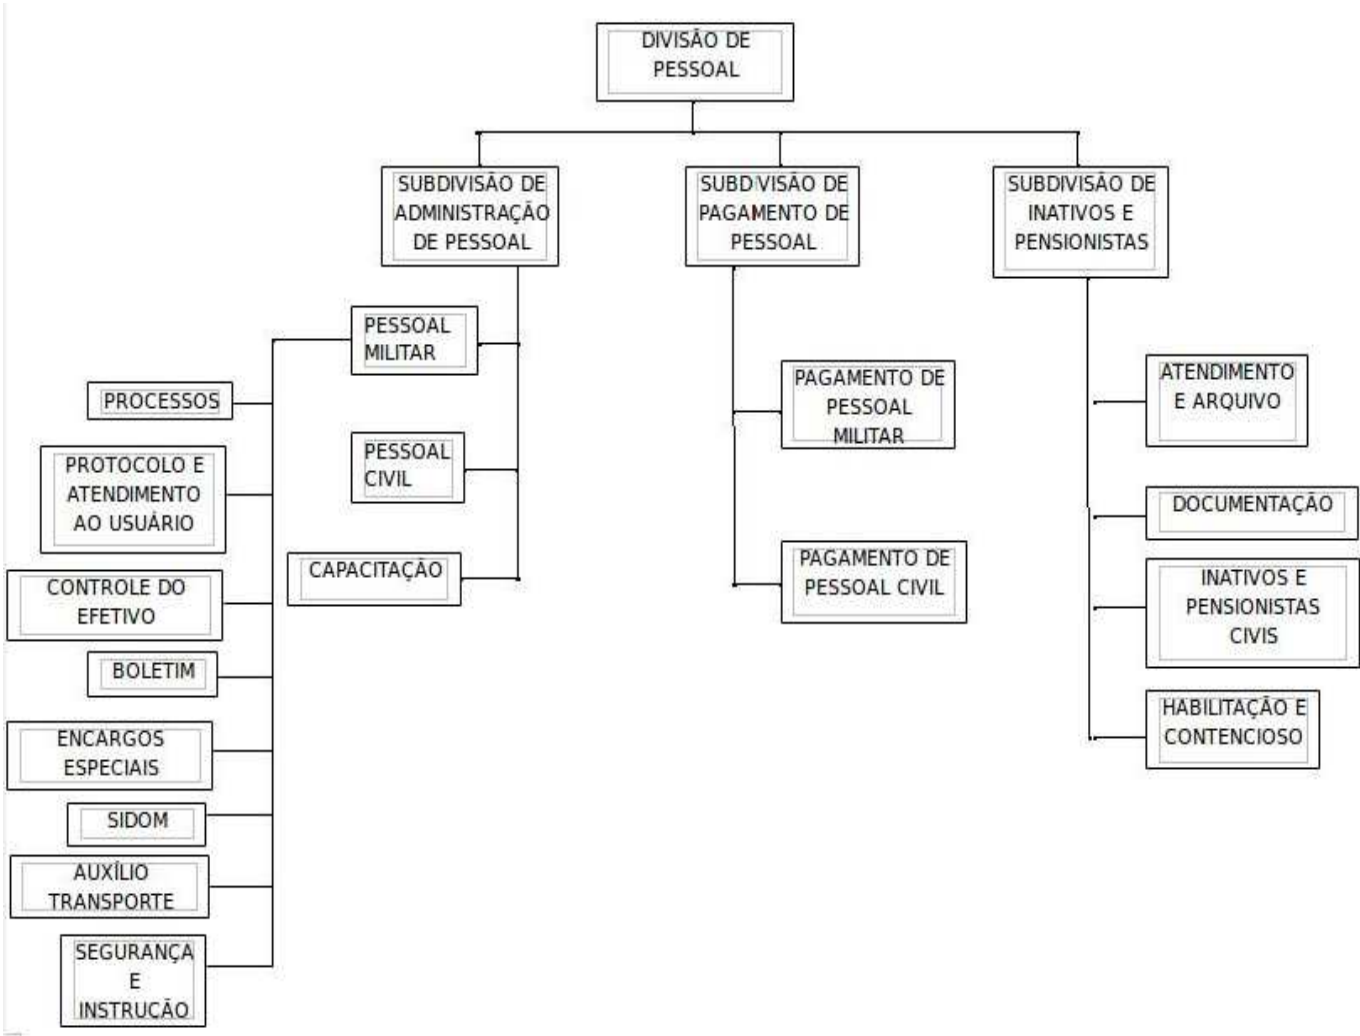 DIVISÃO DE
PESSOAL
SUBDIVISÃO DE
ADMINISTRAÇÃO
DE PESSOAL
SUBDIVISÃO DE
PAGAMENTO DE
PESSOAL
SUBDIVISÃO DE
INATIVOS E
PENSIONISTAS
PESSOAL
MILITAR
PROCESSOS
PROTOCOLO E
ATENDIMENTO
AO USUÁRIO
CONTROLE DO
EFETIVO
BOLETIM
ENCARGOS
ESPECIAIS
SIDOM
AUXÍLIO
TRANSPORTE
SEGURANÇA
E
INSTRUÇÃO
PESSOAL
CIVIL
CAPACITAÇÃO
PAGAMENTO DE
PESSOAL
MILITAR
PAGAMENTO DE
PESSOAL CIVIL
ATENDIMENTO
E ARQUIVO
DOCUMENTAÇÃO
INATIVOS E
PENSIONISTAS
CIVIS
HABILITAÇÃO E
CONTENCIOSO